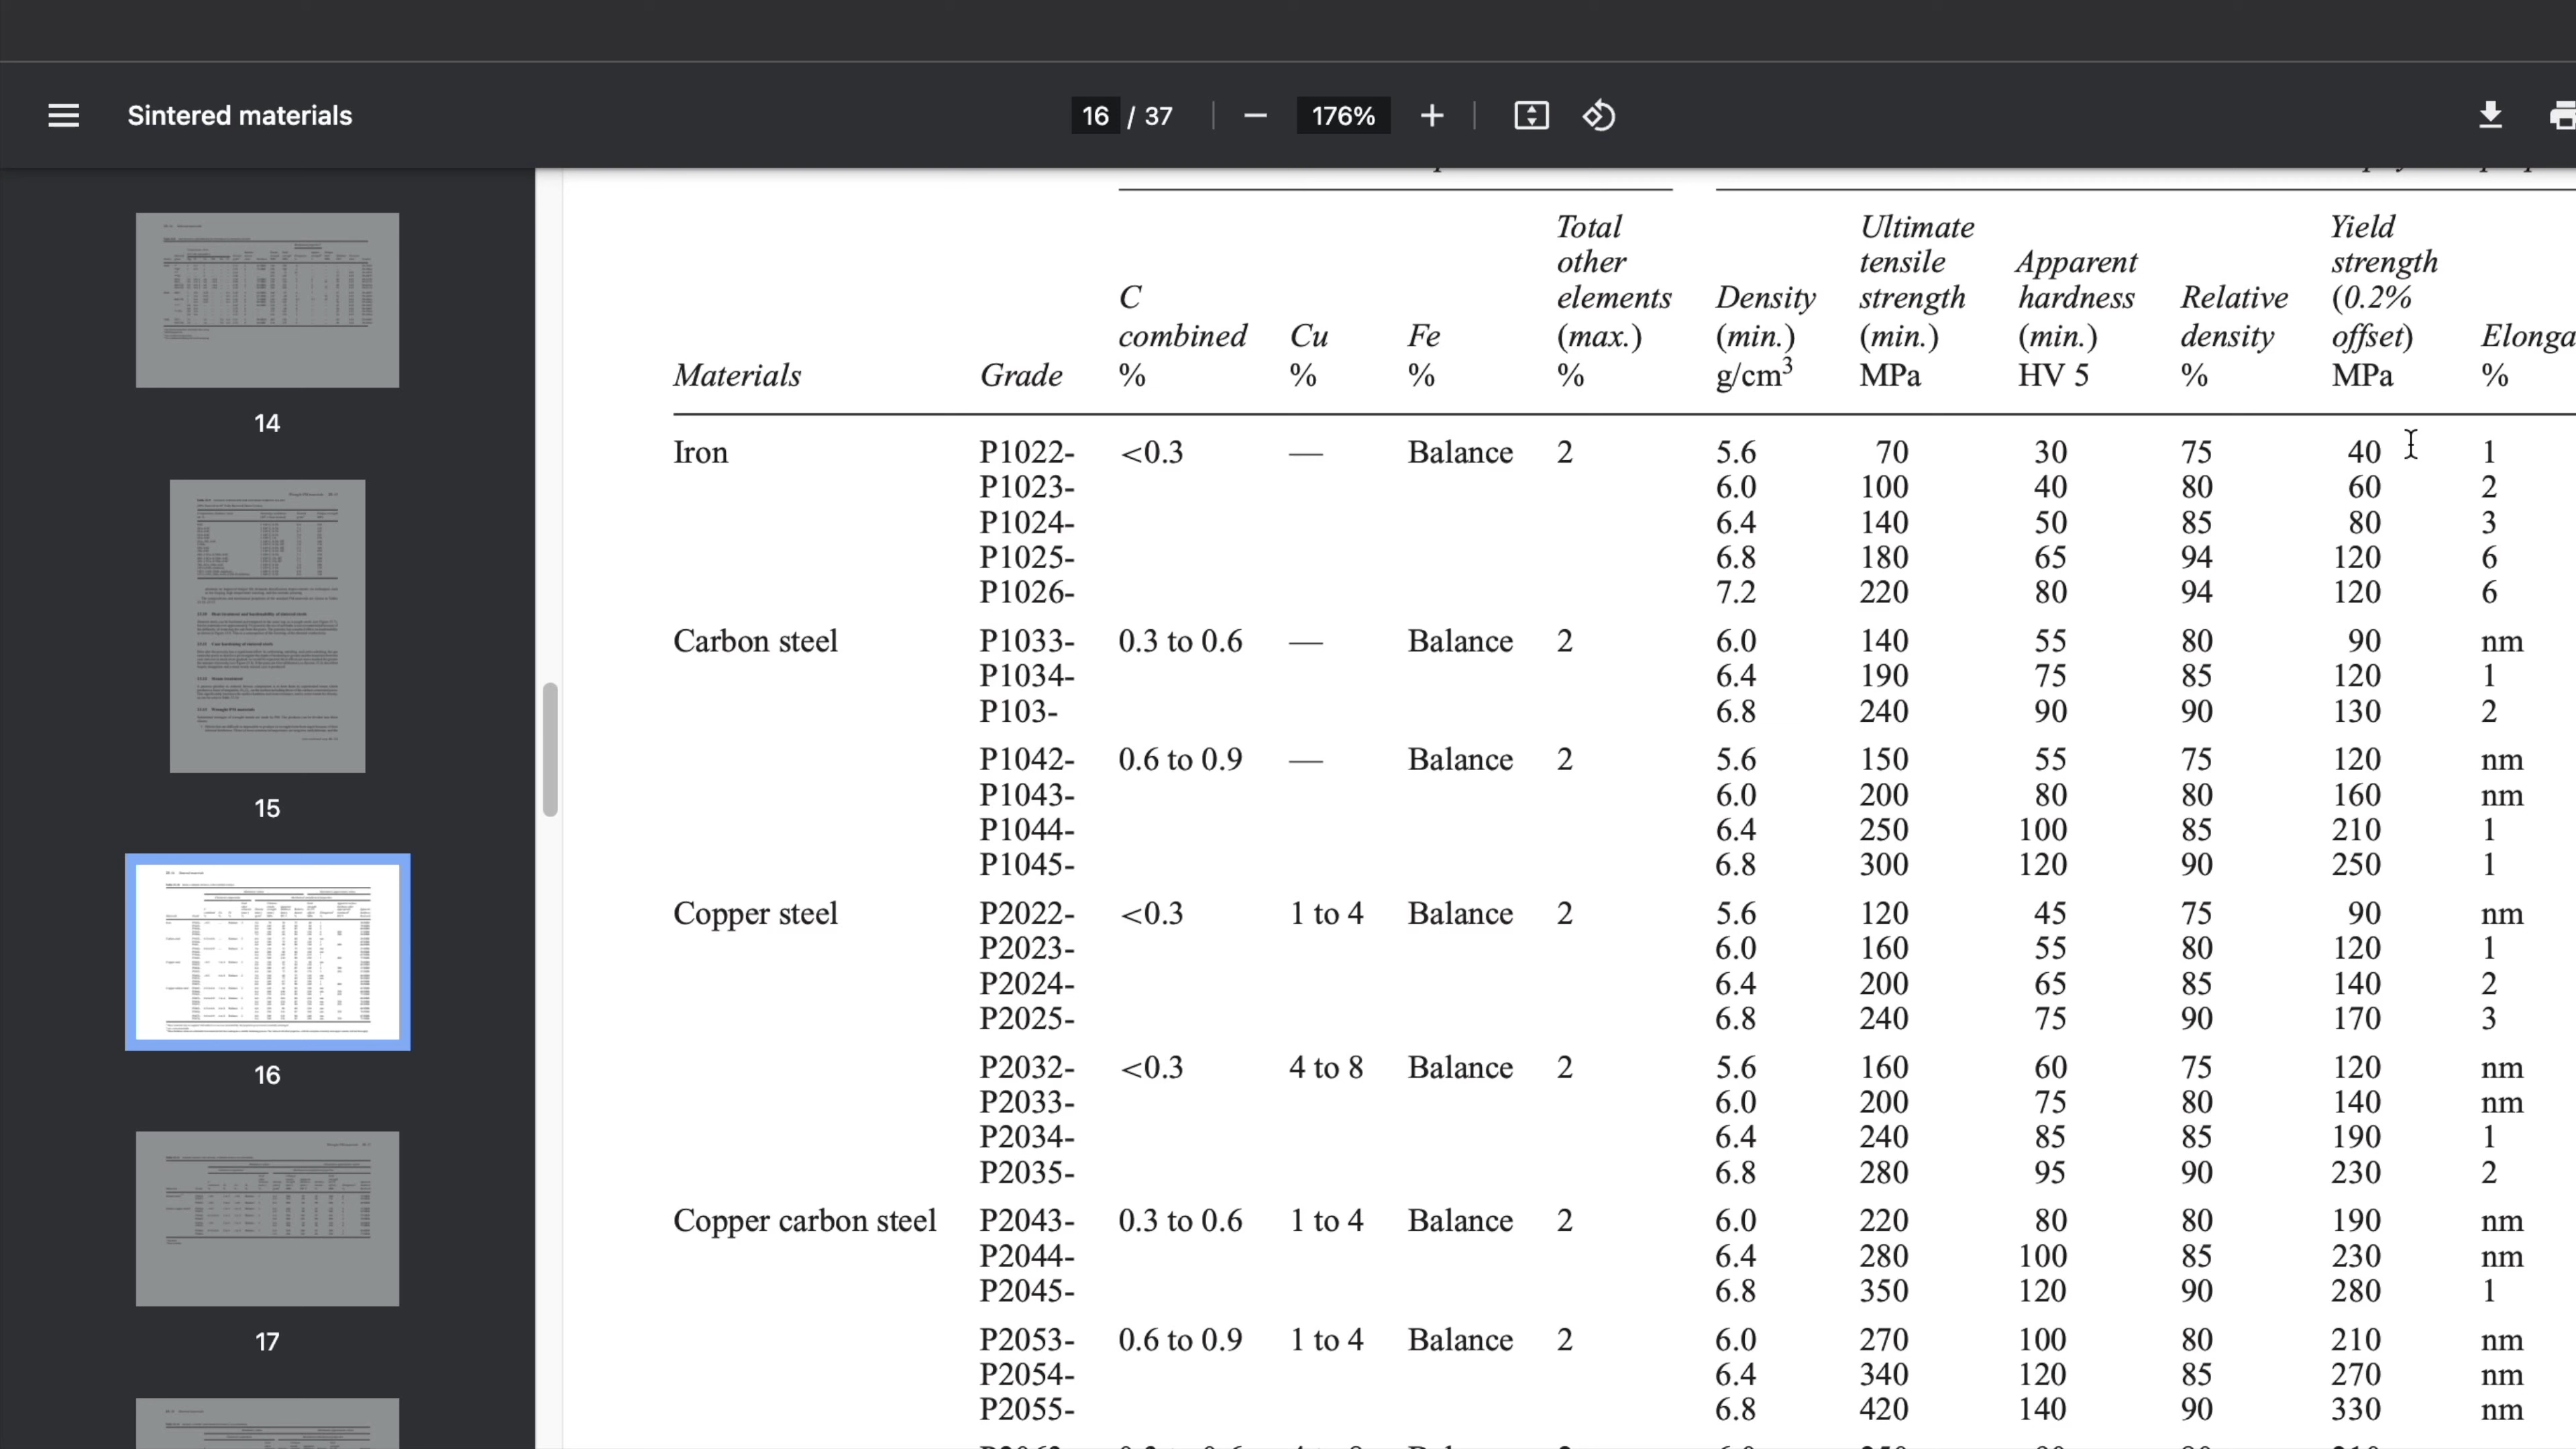 Sintered materials
16 / 37
176%
14
15
16
17
Materials Grade C combined % Cu % Fe % Total other elements (max.) % Density (min.) g/cm³ Ultimate tensile strength (min.) MPa Apparent hardness (min.) HV 5 Relative density % Yield strength (0.2% offset) MPa Elonga %
Iron P1022- <0.3 — Balance 2 5.6 70 30 75 40 1
P1023- 6.0 100 40 80 60 2
P1024- 6.4 140 50 85 80 3
P1025- 6.8 180 65 94 120 6
P1026- 7.2 220 80 94 120 6
Carbon steel P1033- 0.3 to 0.6 — Balance 2 6.0 140 55 80 90 nm
P1034- 6.4 190 75 85 120 1
P103- 6.8 240 90 90 130 2
P1042- 0.6 to 0.9 — Balance 2 5.6 150 55 75 120 nm
P1043- 6.0 200 80 80 160 nm
P1044- 6.4 250 100 85 210 1
P1045- 6.8 300 120 90 250 1
Copper steel P2022- <0.3 1 to 4 Balance 2 5.6 120 45 75 90 nm
P2023- 6.0 160 55 80 120 1
P2024- 6.4 200 65 85 140 2
P2025- 6.8 240 75 90 170 3
P2032- <0.3 4 to 8 Balance 2 5.6 160 60 75 120 nm
P2033- 6.0 200 75 80 140 nm
P2034- 6.4 240 85 85 190 1
P2035- 6.8 280 95 90 230 2
Copper carbon steel P2043- 0.3 to 0.6 1 to 4 Balance 2 6.0 220 80 80 190 nm
P2044- 6.4 280 100 85 230 nm
P2045- 6.8 350 120 90 280 1
P2053- 0.6 to 0.9 1 to 4 Balance 2 6.0 270 100 80 210 nm
P2054- 6.4 340 120 85 270 nm
P2055- 6.8 420 140 90 330 nm